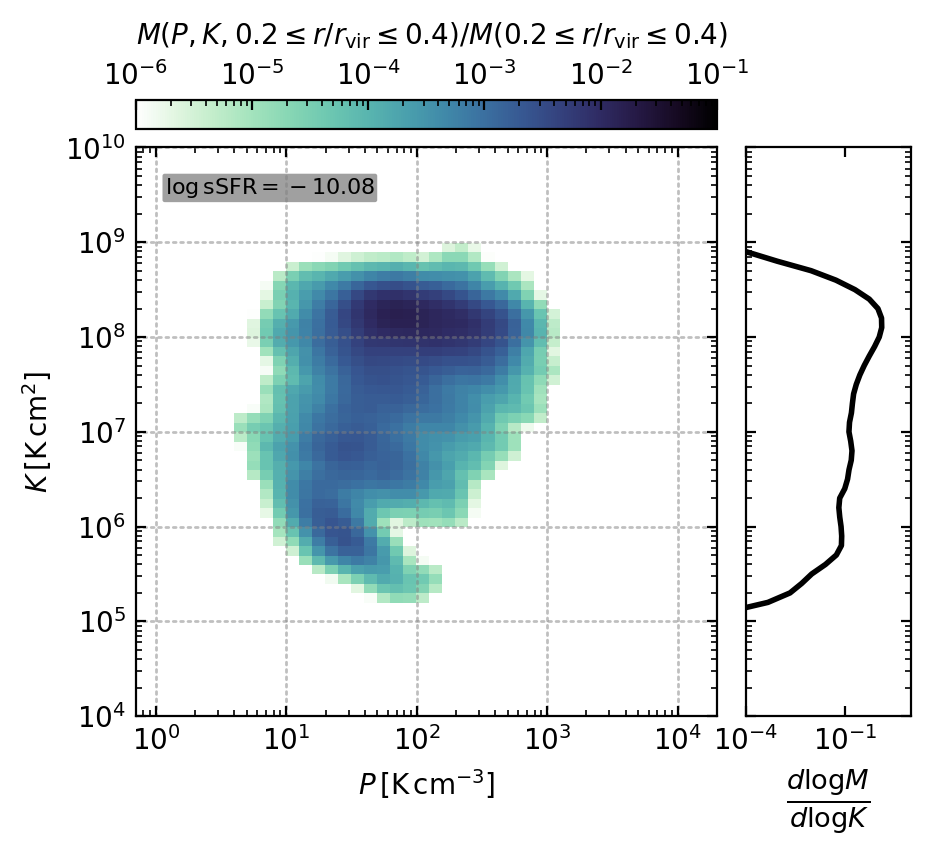 M(P, K, 0.2 ≤ r/r_vir ≤ 0.4)/M(0.2 ≤ r/r_vir ≤ 0.4)
10^−6 10^−5 10^−4 10^−3 10^−2 10^−1
log sSFR = −10.08
10^10
10^9
10^8
10^7
10^6
10^5
10^4
K [K cm^2]
10^0 10^1 10^2 10^3 10^4
P [K cm^−3]
10^−4 10^−1
dlogM
dlogK